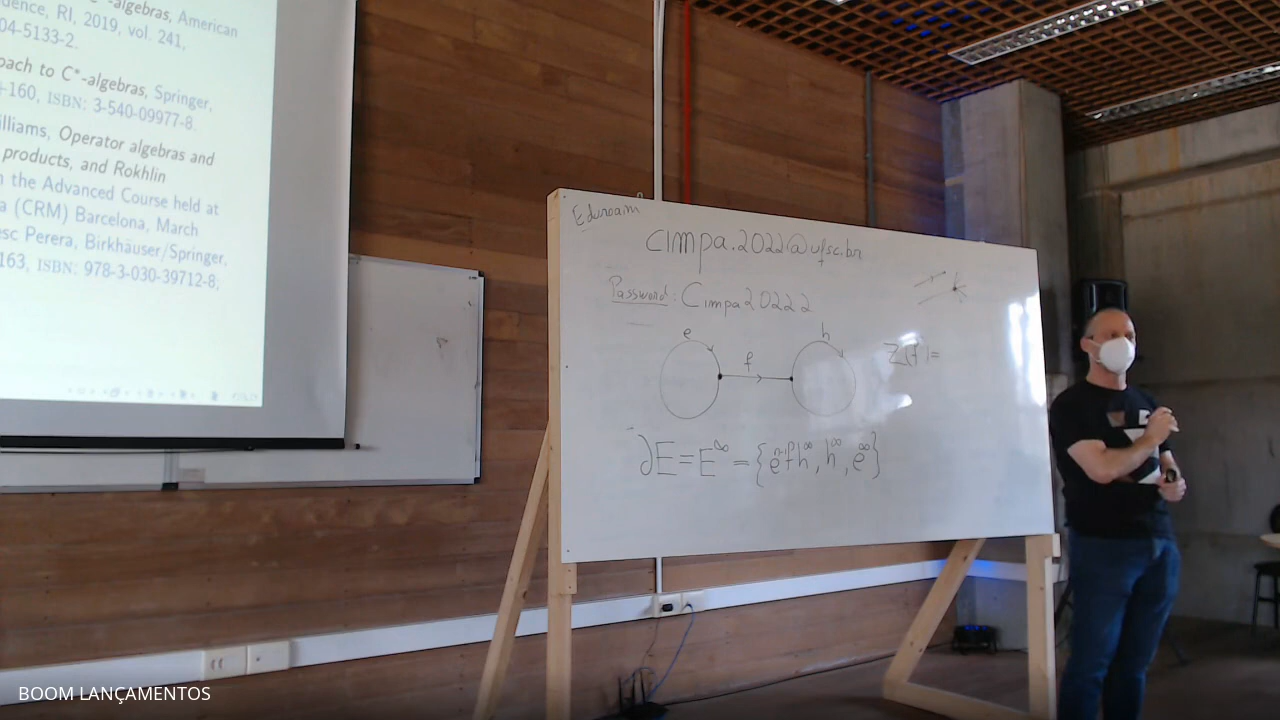 -algebras, American
dence, RI, 2019, vol. 241,
04-5133-2.
oach to C*-algebras, Springer,
-160, ISBN: 3-540-09977-8.
illiams, Operator algebras and
products, and Rokhlin
n the Advanced Course held at
a (CRM) Barcelona, March
esc Perera, Birkhäuser/Springer,
163, ISBN: 978-3-030-39712-8;
Eduroam
cimpa.2022@ufsc.br
Password: Cimpa20222
e
f
h
Z(f)=
∂E = E^∞ = {e^n f h^∞, h^∞, e^∞}
BOOM LANÇAMENTOS